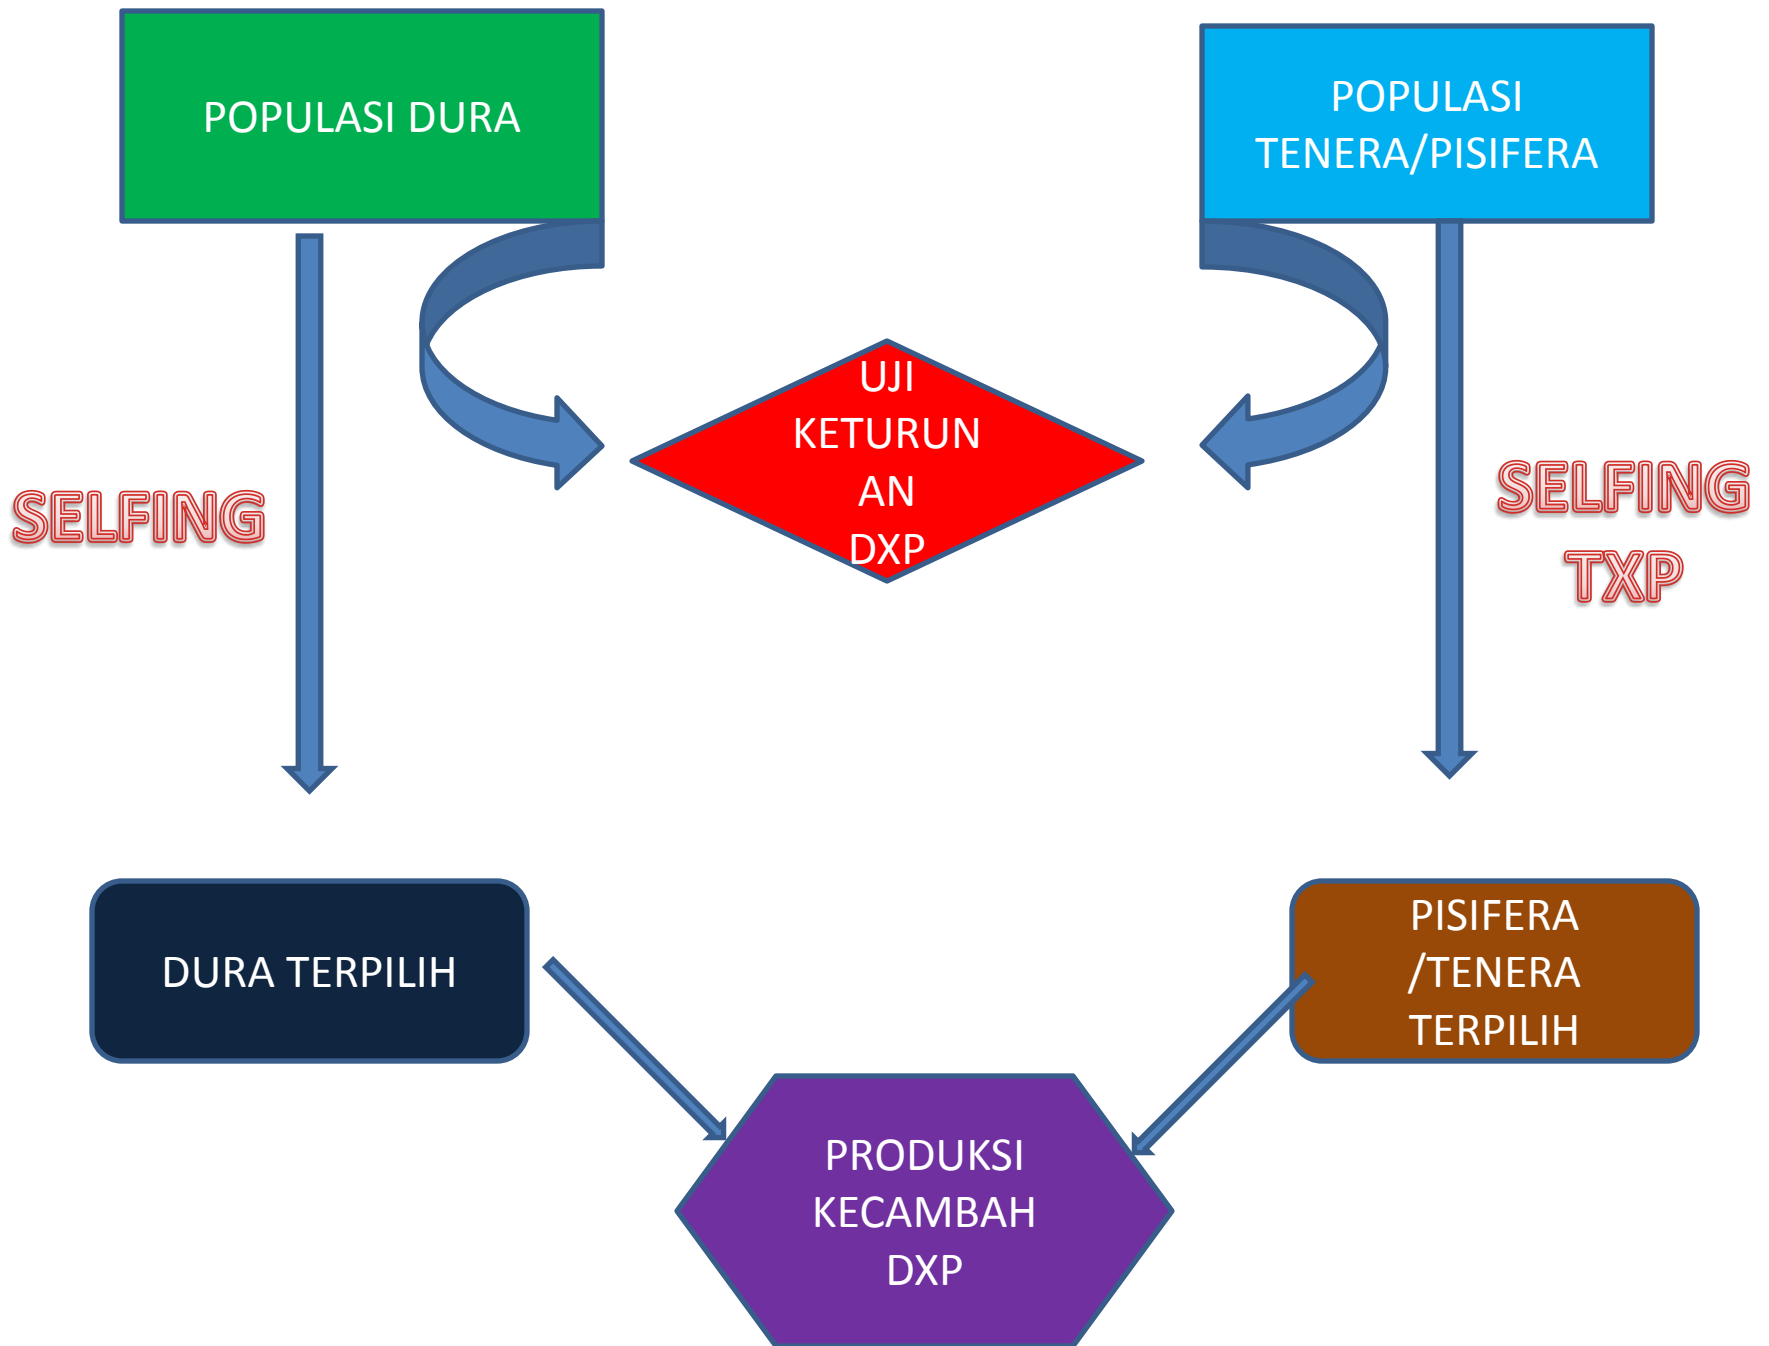 POPULASI DURA
POPULASI
TENERA/PISIFERA
UJI
KETURUN
AN
DXP
SELFING
SELFING
TXP
DURA TERPILIH
PISIFERA
/TENERA
TERPILIH
PRODUKSI
KECAMBAH
DXP